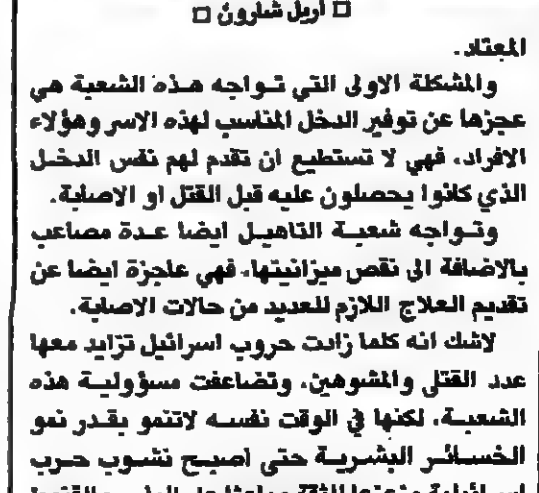 □ اريل شارون □
المعتاد.
والمشكلة الاولى التي تواجه هذه الشعبة هي
عجزها عن توفير الدخل المناسب لهذه الاسر وهؤلاء
الافراد، فهي لا تستطيع ان تقدم لهم نفس الدخل
الذي كانوا يحصلون عليه قبل القتل او الاصابة.
وتواجه شعبة التاهيل ايضا عدة مصاعب
بالاضافة الى نقص ميزانيتها، فهي عاجزة ايضا عن
تقديم العلاج اللازم للعديد من حالات الاصابة.
لاشك انه كلما زادت حروب اسرائيل تزايد معها
عدد القتلى والمشوهين، وتضاعفت مسؤولية هذه
الشعبة، لكنها في الوقت نفسه لاتنمو بقدر نمو
الخسائر البشرية حتى اصبح نشوب حرب